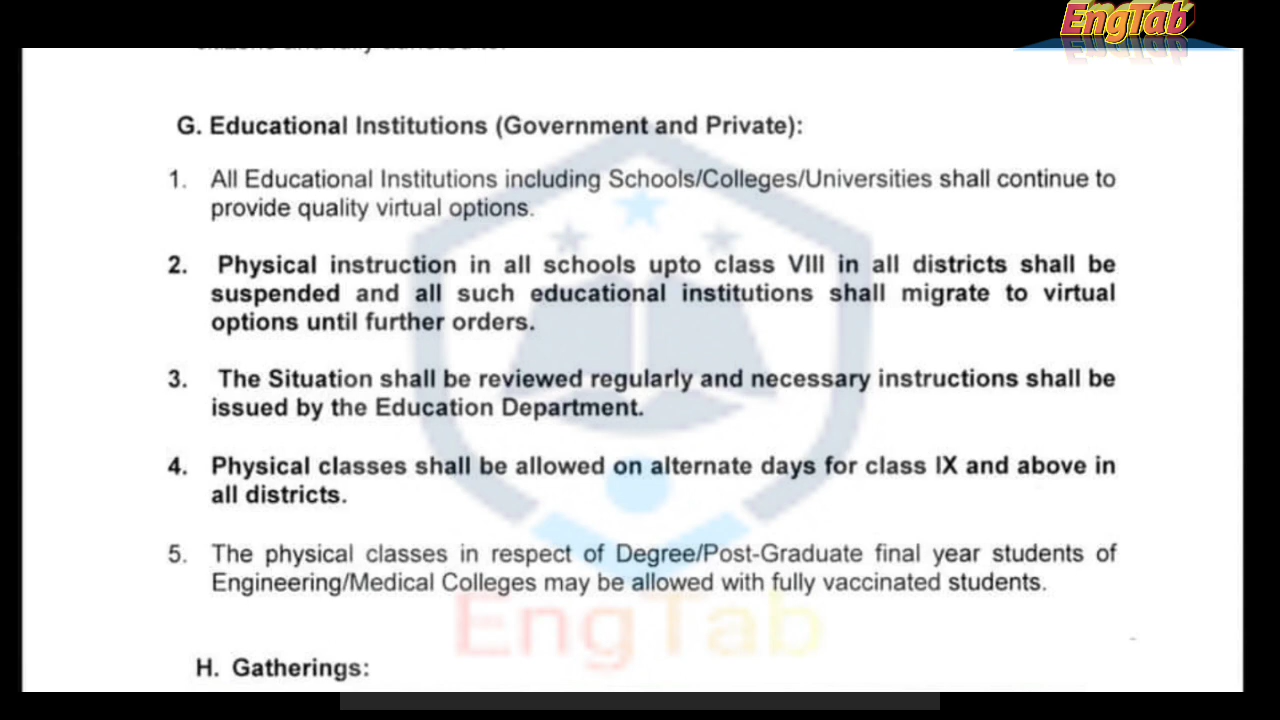 EngTab
G. Educational Institutions (Government and Private):
1. All Educational Institutions including Schools/Colleges/Universities shall continue to
provide quality virtual options.
2. Physical instruction in all schools upto class VIII in all districts shall be
suspended and all such educational institutions shall migrate to virtual
options until further orders.
3. The Situation shall be reviewed regularly and necessary instructions shall be
issued by the Education Department.
4. Physical classes shall be allowed on alternate days for class IX and above in
all districts.
5. The physical classes in respect of Degree/Post-Graduate final year students of
Engineering/Medical Colleges may be allowed with fully vaccinated students.
EngTab
H. Gatherings: